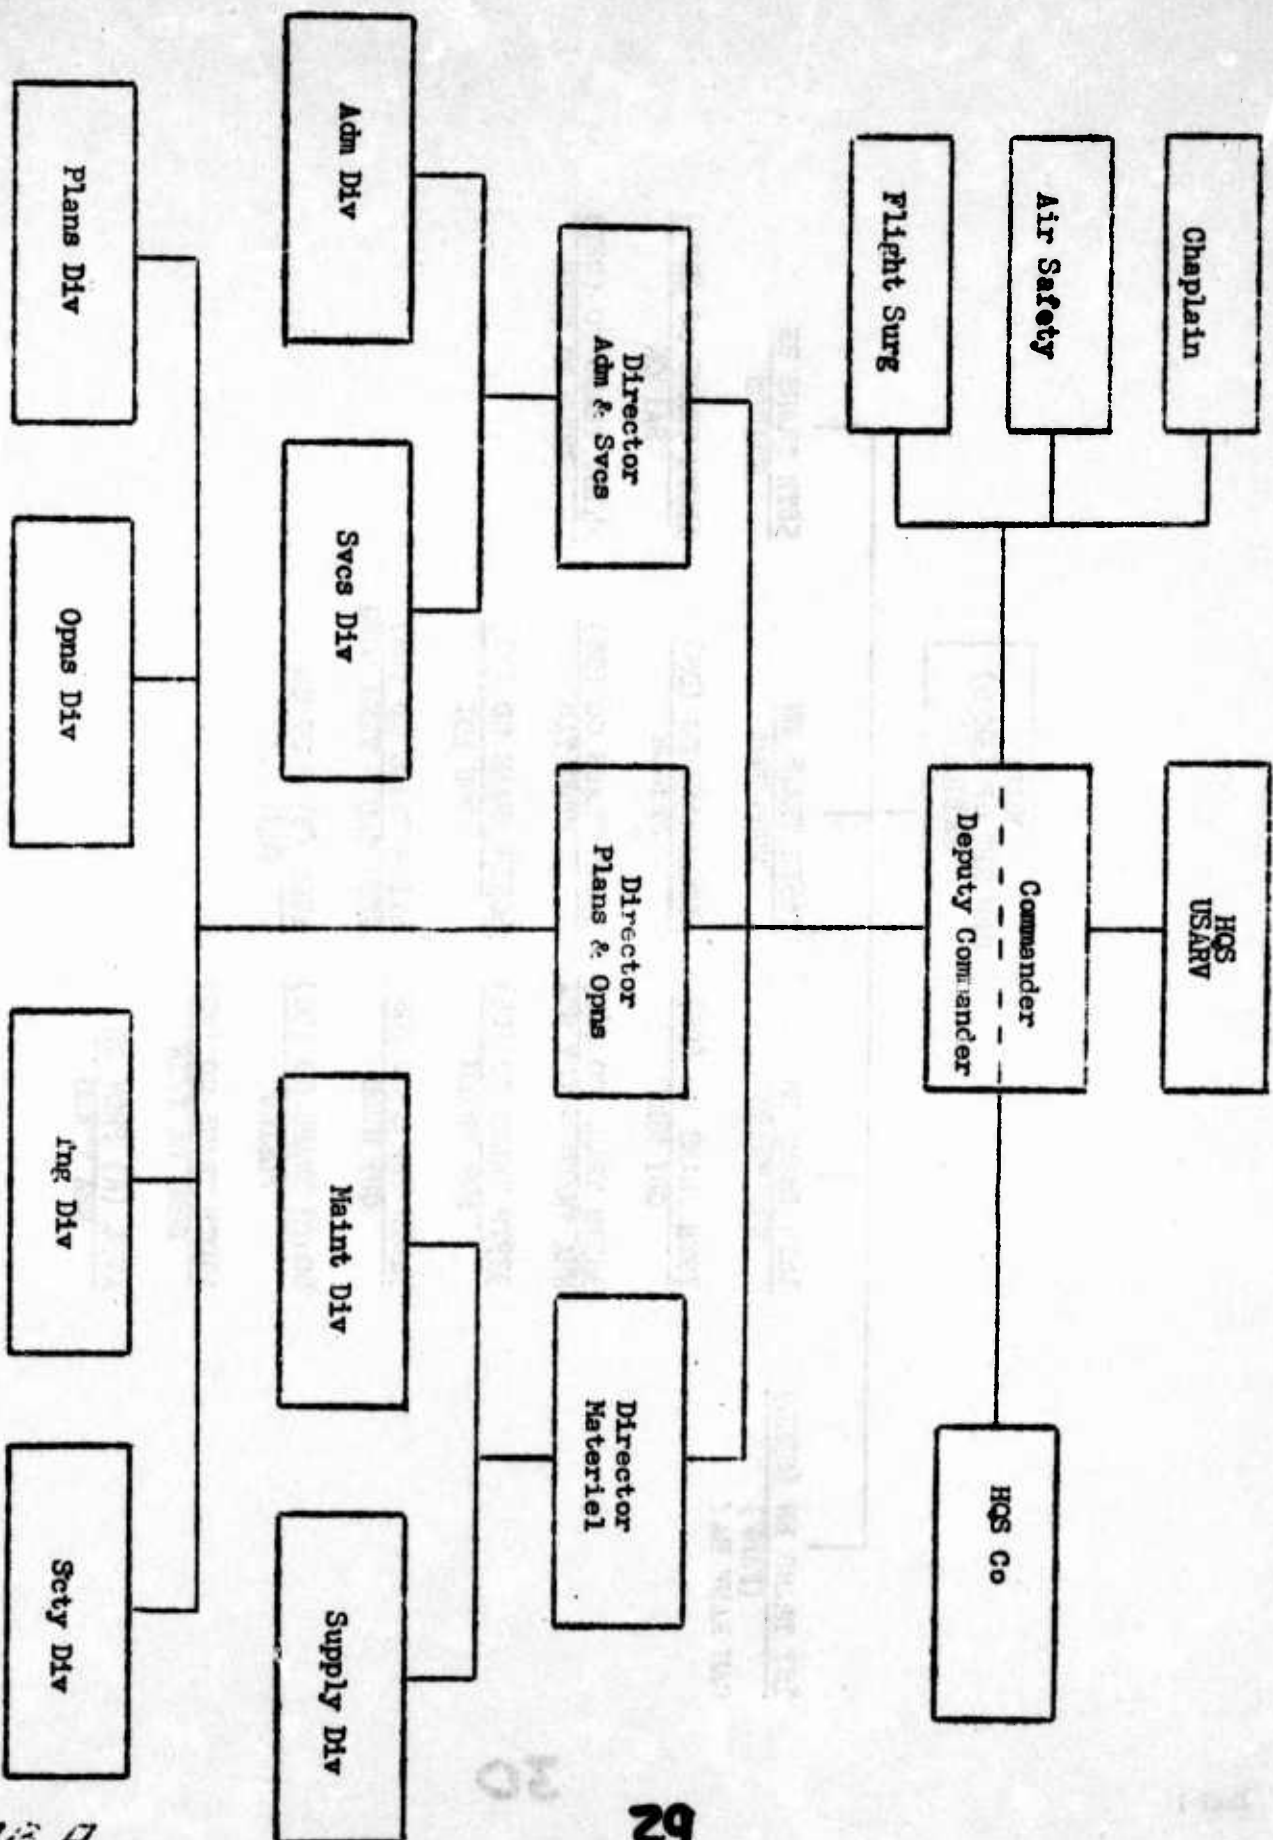 HQS
USARV
Commander
Deputy Commander
HQS Co
Chaplain
Air Safety
Flight Surg
Director
Adm & Svcs
Director
Plans & Opns
Director
Materiel
Adm Div
Svcs Div
Maint Div
Supply Div
Plans Div
Opns Div
Tng Div
Scty Div